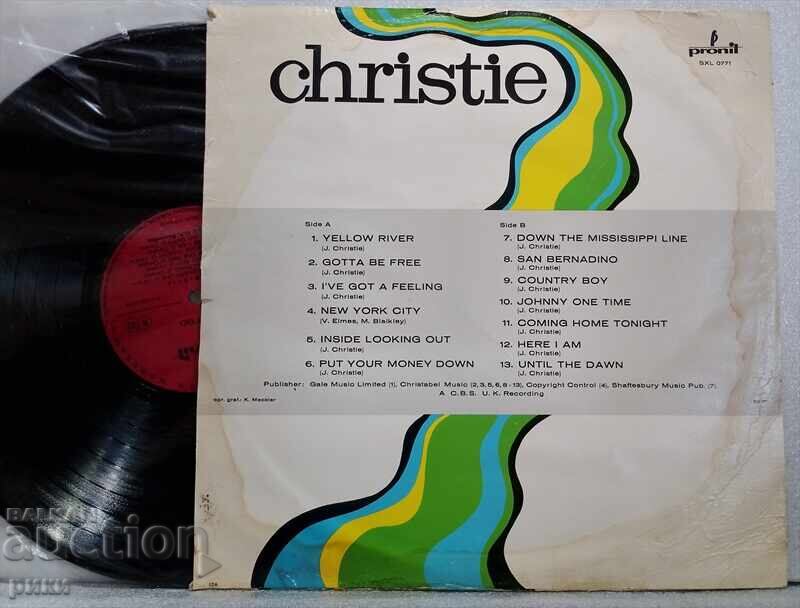 christie
pronit
SXL 0771
Side A
1. YELLOW RIVER
(J. Christie)
2. GOTTA BE FREE
(J. Christie)
3. I'VE GOT A FEELING
(J. Christie)
4. NEW YORK CITY
(V. Elmes, M. Blaikley)
5. INSIDE LOOKING OUT
(J. Christie)
6. PUT YOUR MONEY DOWN
(J. Christie)
Side B
7. DOWN THE MISSISSIPPI LINE
(J. Christie)
8. SAN BERNADINO
(J. Christie)
9. COUNTRY BOY
(J. Christie)
10. JOHNNY ONE TIME
(J. Christie)
11. COMING HOME TONIGHT
(J. Christie)
12. HERE I AM
(J. Christie)
13. UNTIL THE DAWN
(J. Christie)
Publisher: Gale Music Limited (1), Christabel Music (2,3,5,6,8-13), Copyright Control (4), Shaftesbury Music Pub. (7).
A C.B.S. U.K. Recording
opr. graf.: K. Mackiar
BALKAN
Auction
рики